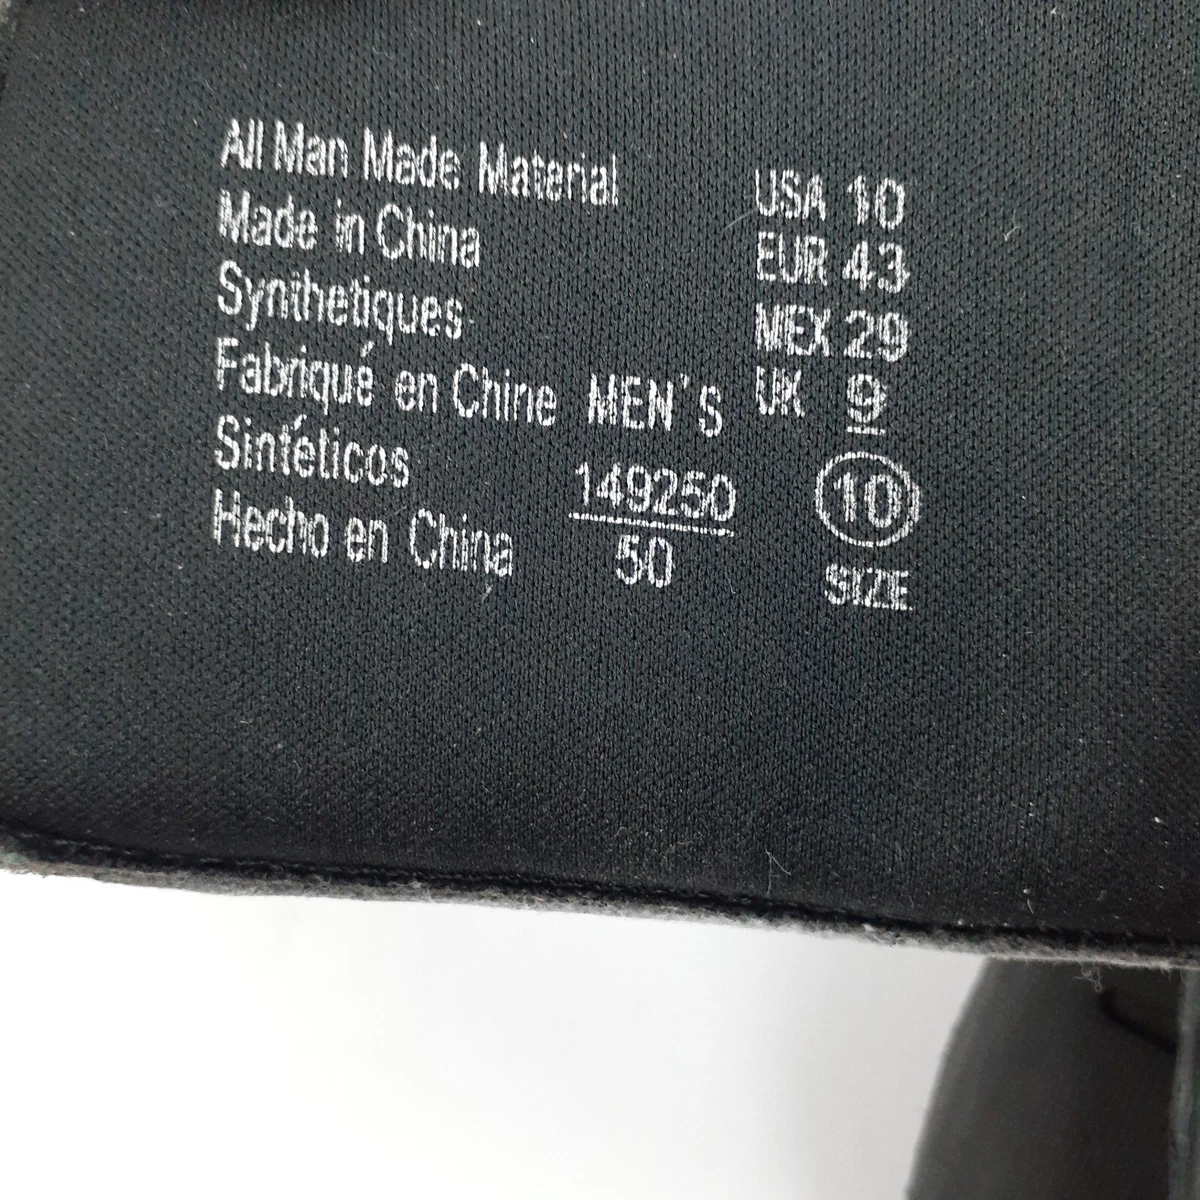 All Man Made Material
Made in China
Synthetiques
Fabriqué en Chine
Sintéticos
Hecho en China
MEN'S
149250
50
USA 10
EUR 43
MEX 29
UK 9
10
SIZE